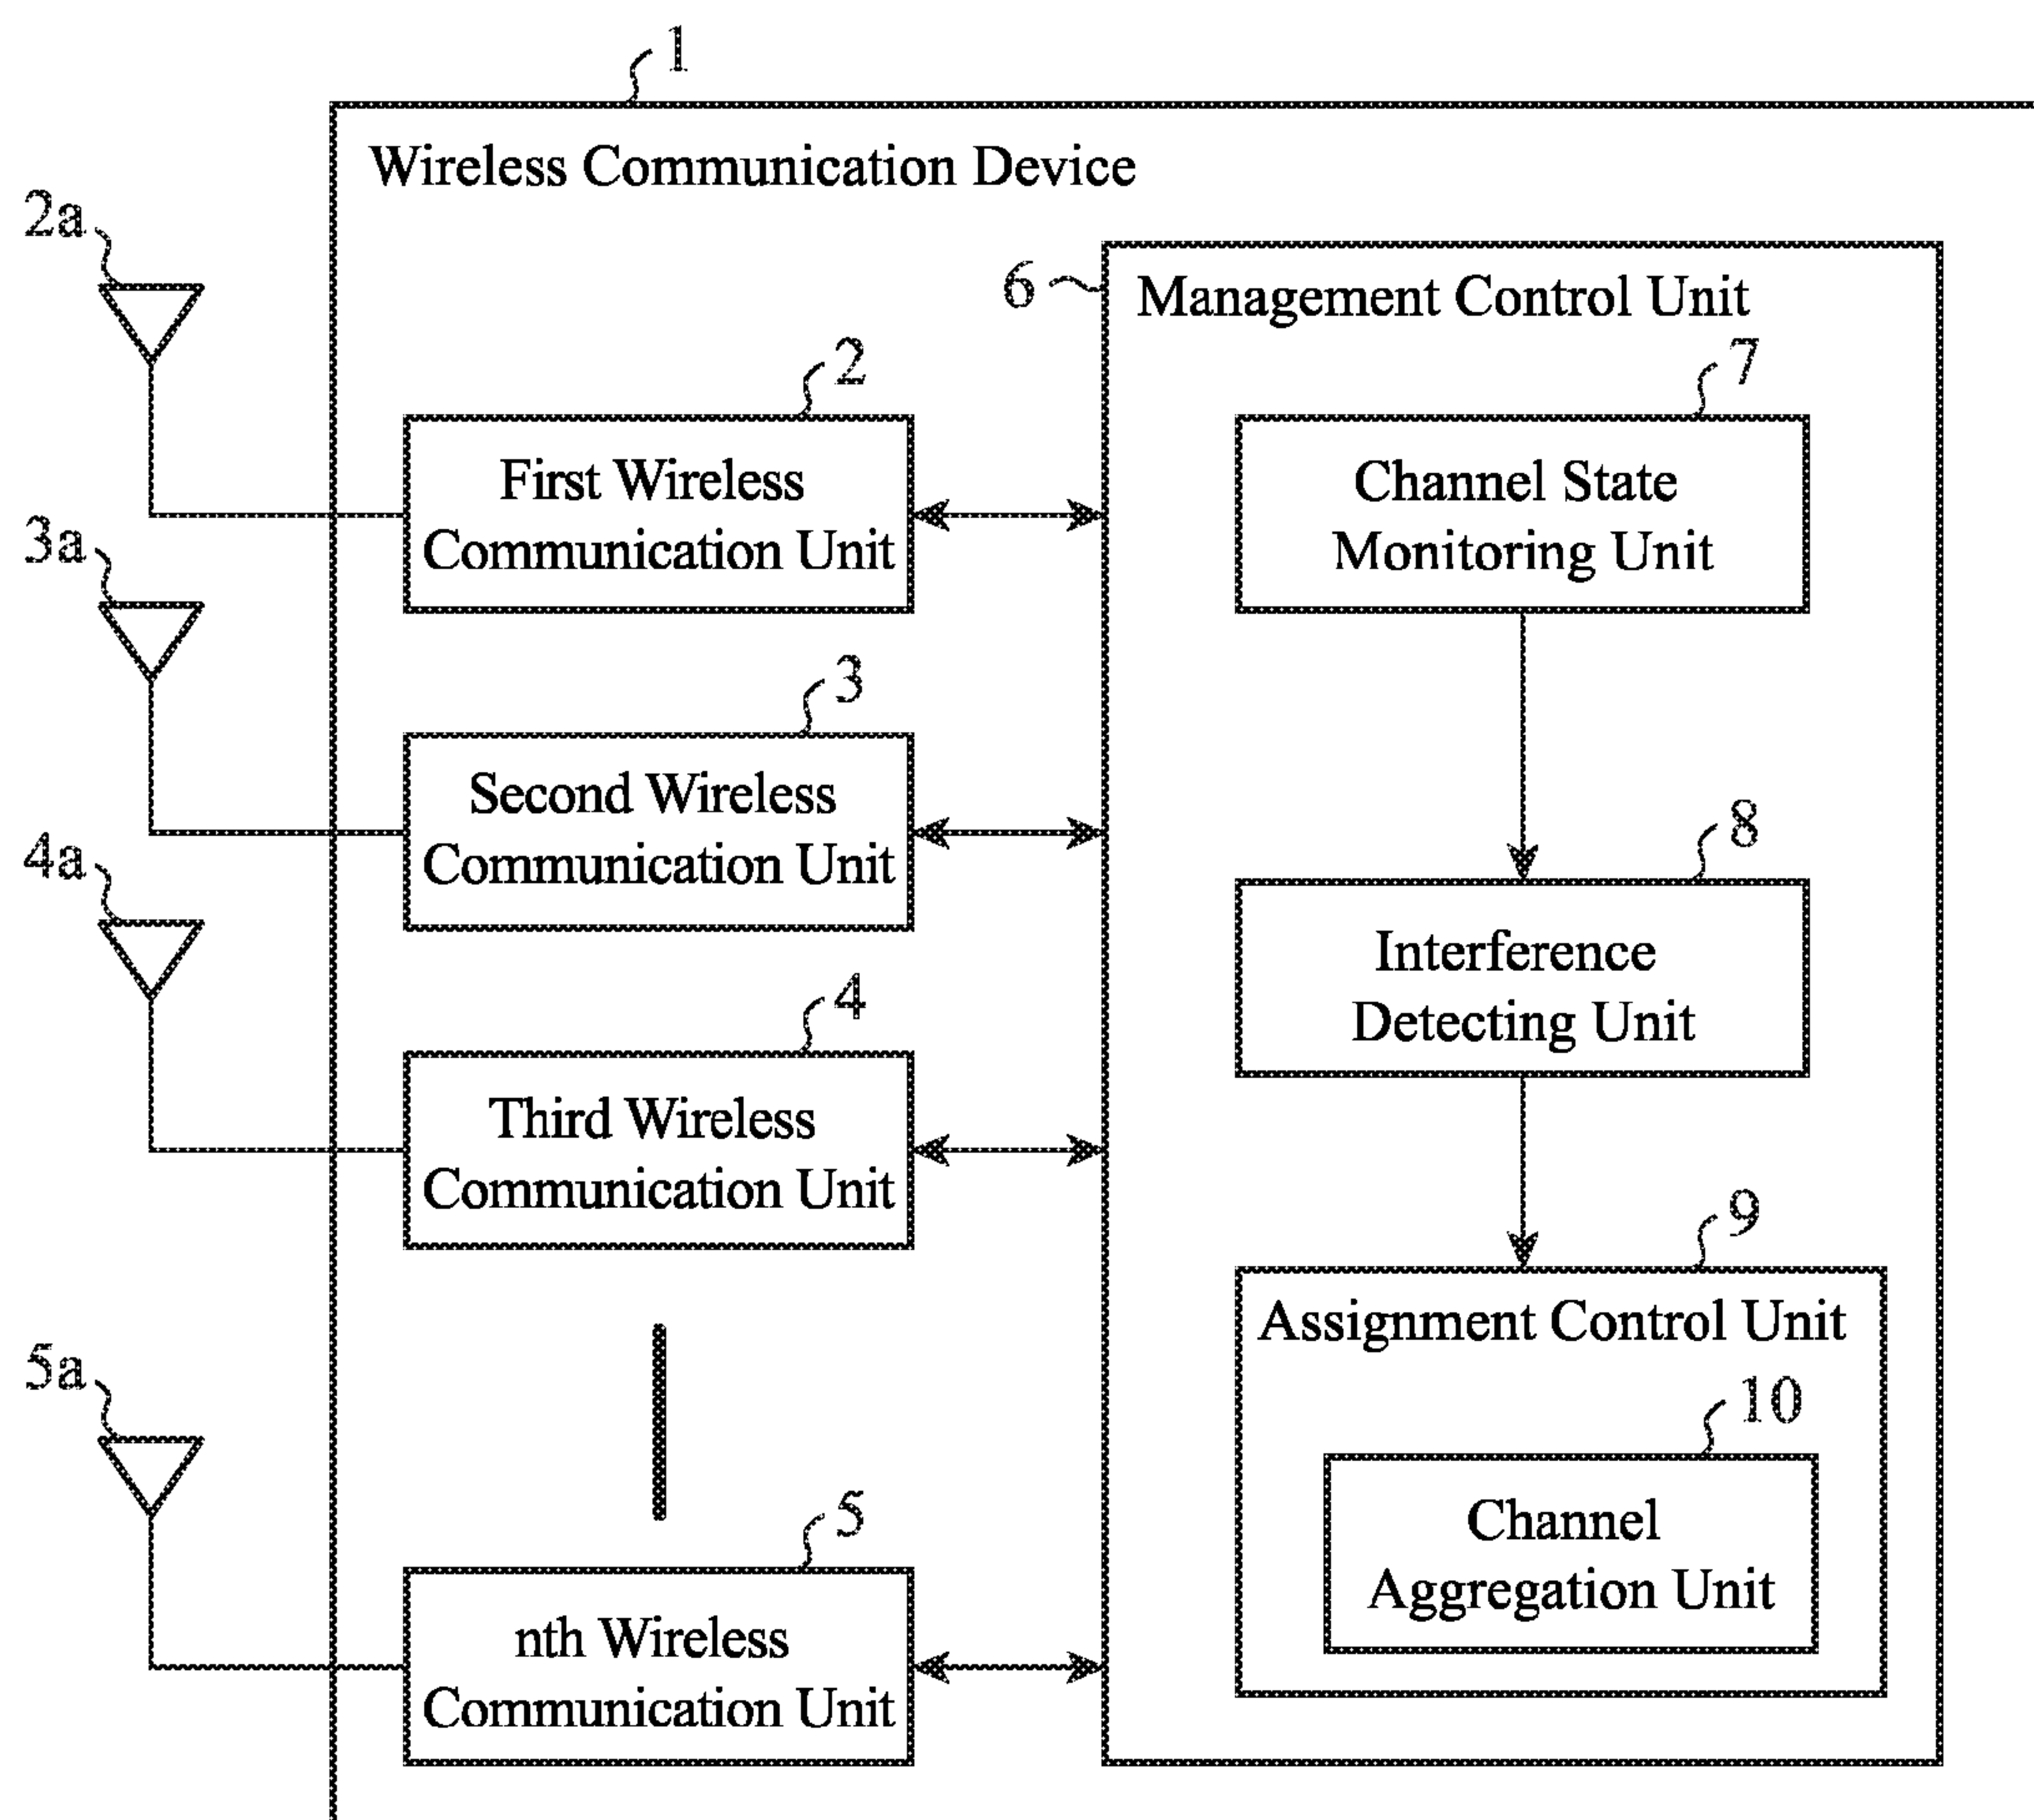 1
Wireless Communication Device
2a
6
Management Control Unit
2
7
First Wireless
Communication Unit
Channel State
Monitoring Unit
3a
3
Second Wireless
Communication Unit
8
4a
Interference
Detecting Unit
4
Third Wireless
Communication Unit
9
Assignment Control Unit
5a
10
5
Channel
Aggregation Unit
nth Wireless
Communication Unit